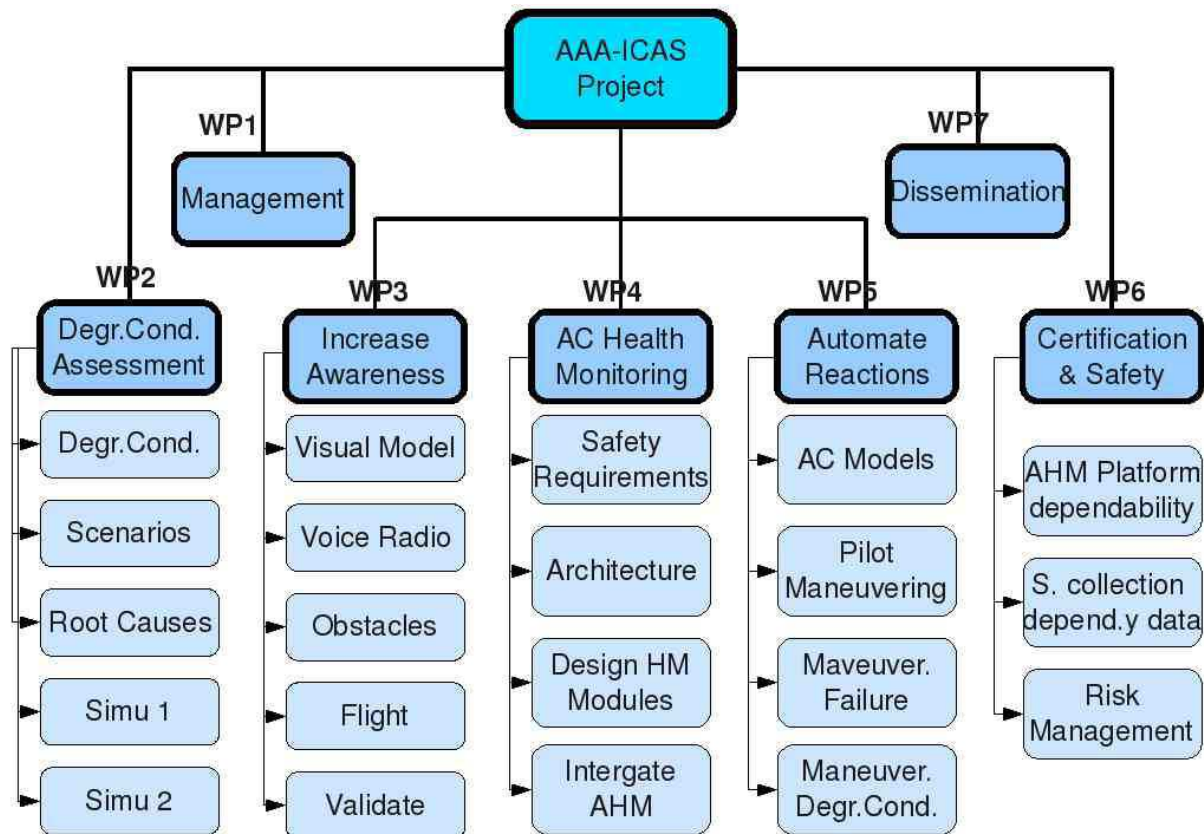 AAA-ICAS
Project
WP1
Management
WP7
Dissemination
WP2
Degr.Cond.
Assessment
Degr.Cond.
Scenarios
Root Causes
Simu 1
Simu 2
WP3
Increase
Awareness
Visual Model
Voice Radio
Obstacles
Flight
Validate
WP4
AC Health
Monitoring
Safety
Requirements
Architecture
Design HM
Modules
Intergate
AHM
WP5
Automate
Reactions
AC Models
Pilot
Maneuvering
Maveuver.
Failure
Maneuver.
Degr.Cond.
WP6
Certification
& Safety
AHM Platform
dependability
S. collection
depend.y data
Risk
Management